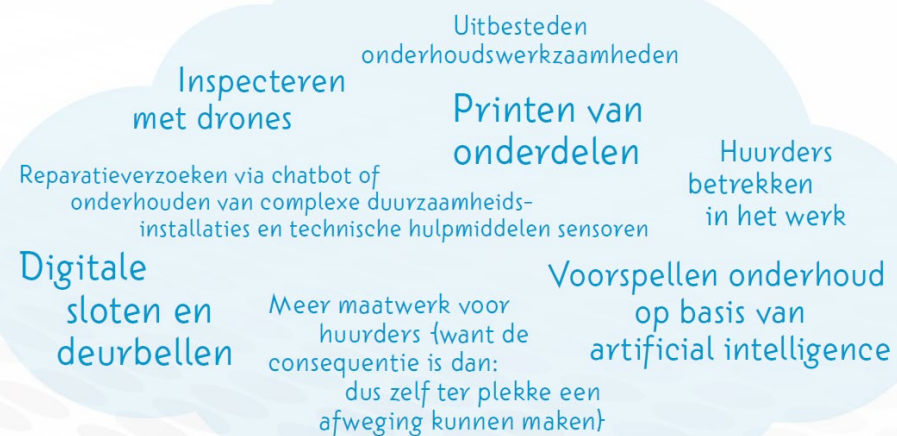 Uitbesteden
onderhoudswerkzaamheden
Inspecteren
met drones
Printen van
onderdelen
Huurders
betrekken
in het werk
Reparatieverzoeken via chatbot of
onderhouden van complexe duurzaamheids-
installaties en technische hulpmiddelen sensoren
Digitale
sloten en
deurbellen
Meer maatwerk voor
huurders {want de
consequentie is dan:
dus zelf ter plekke een
afweging kunnen maken}
Voorspellen onderhoud
op basis van
artificial intelligence